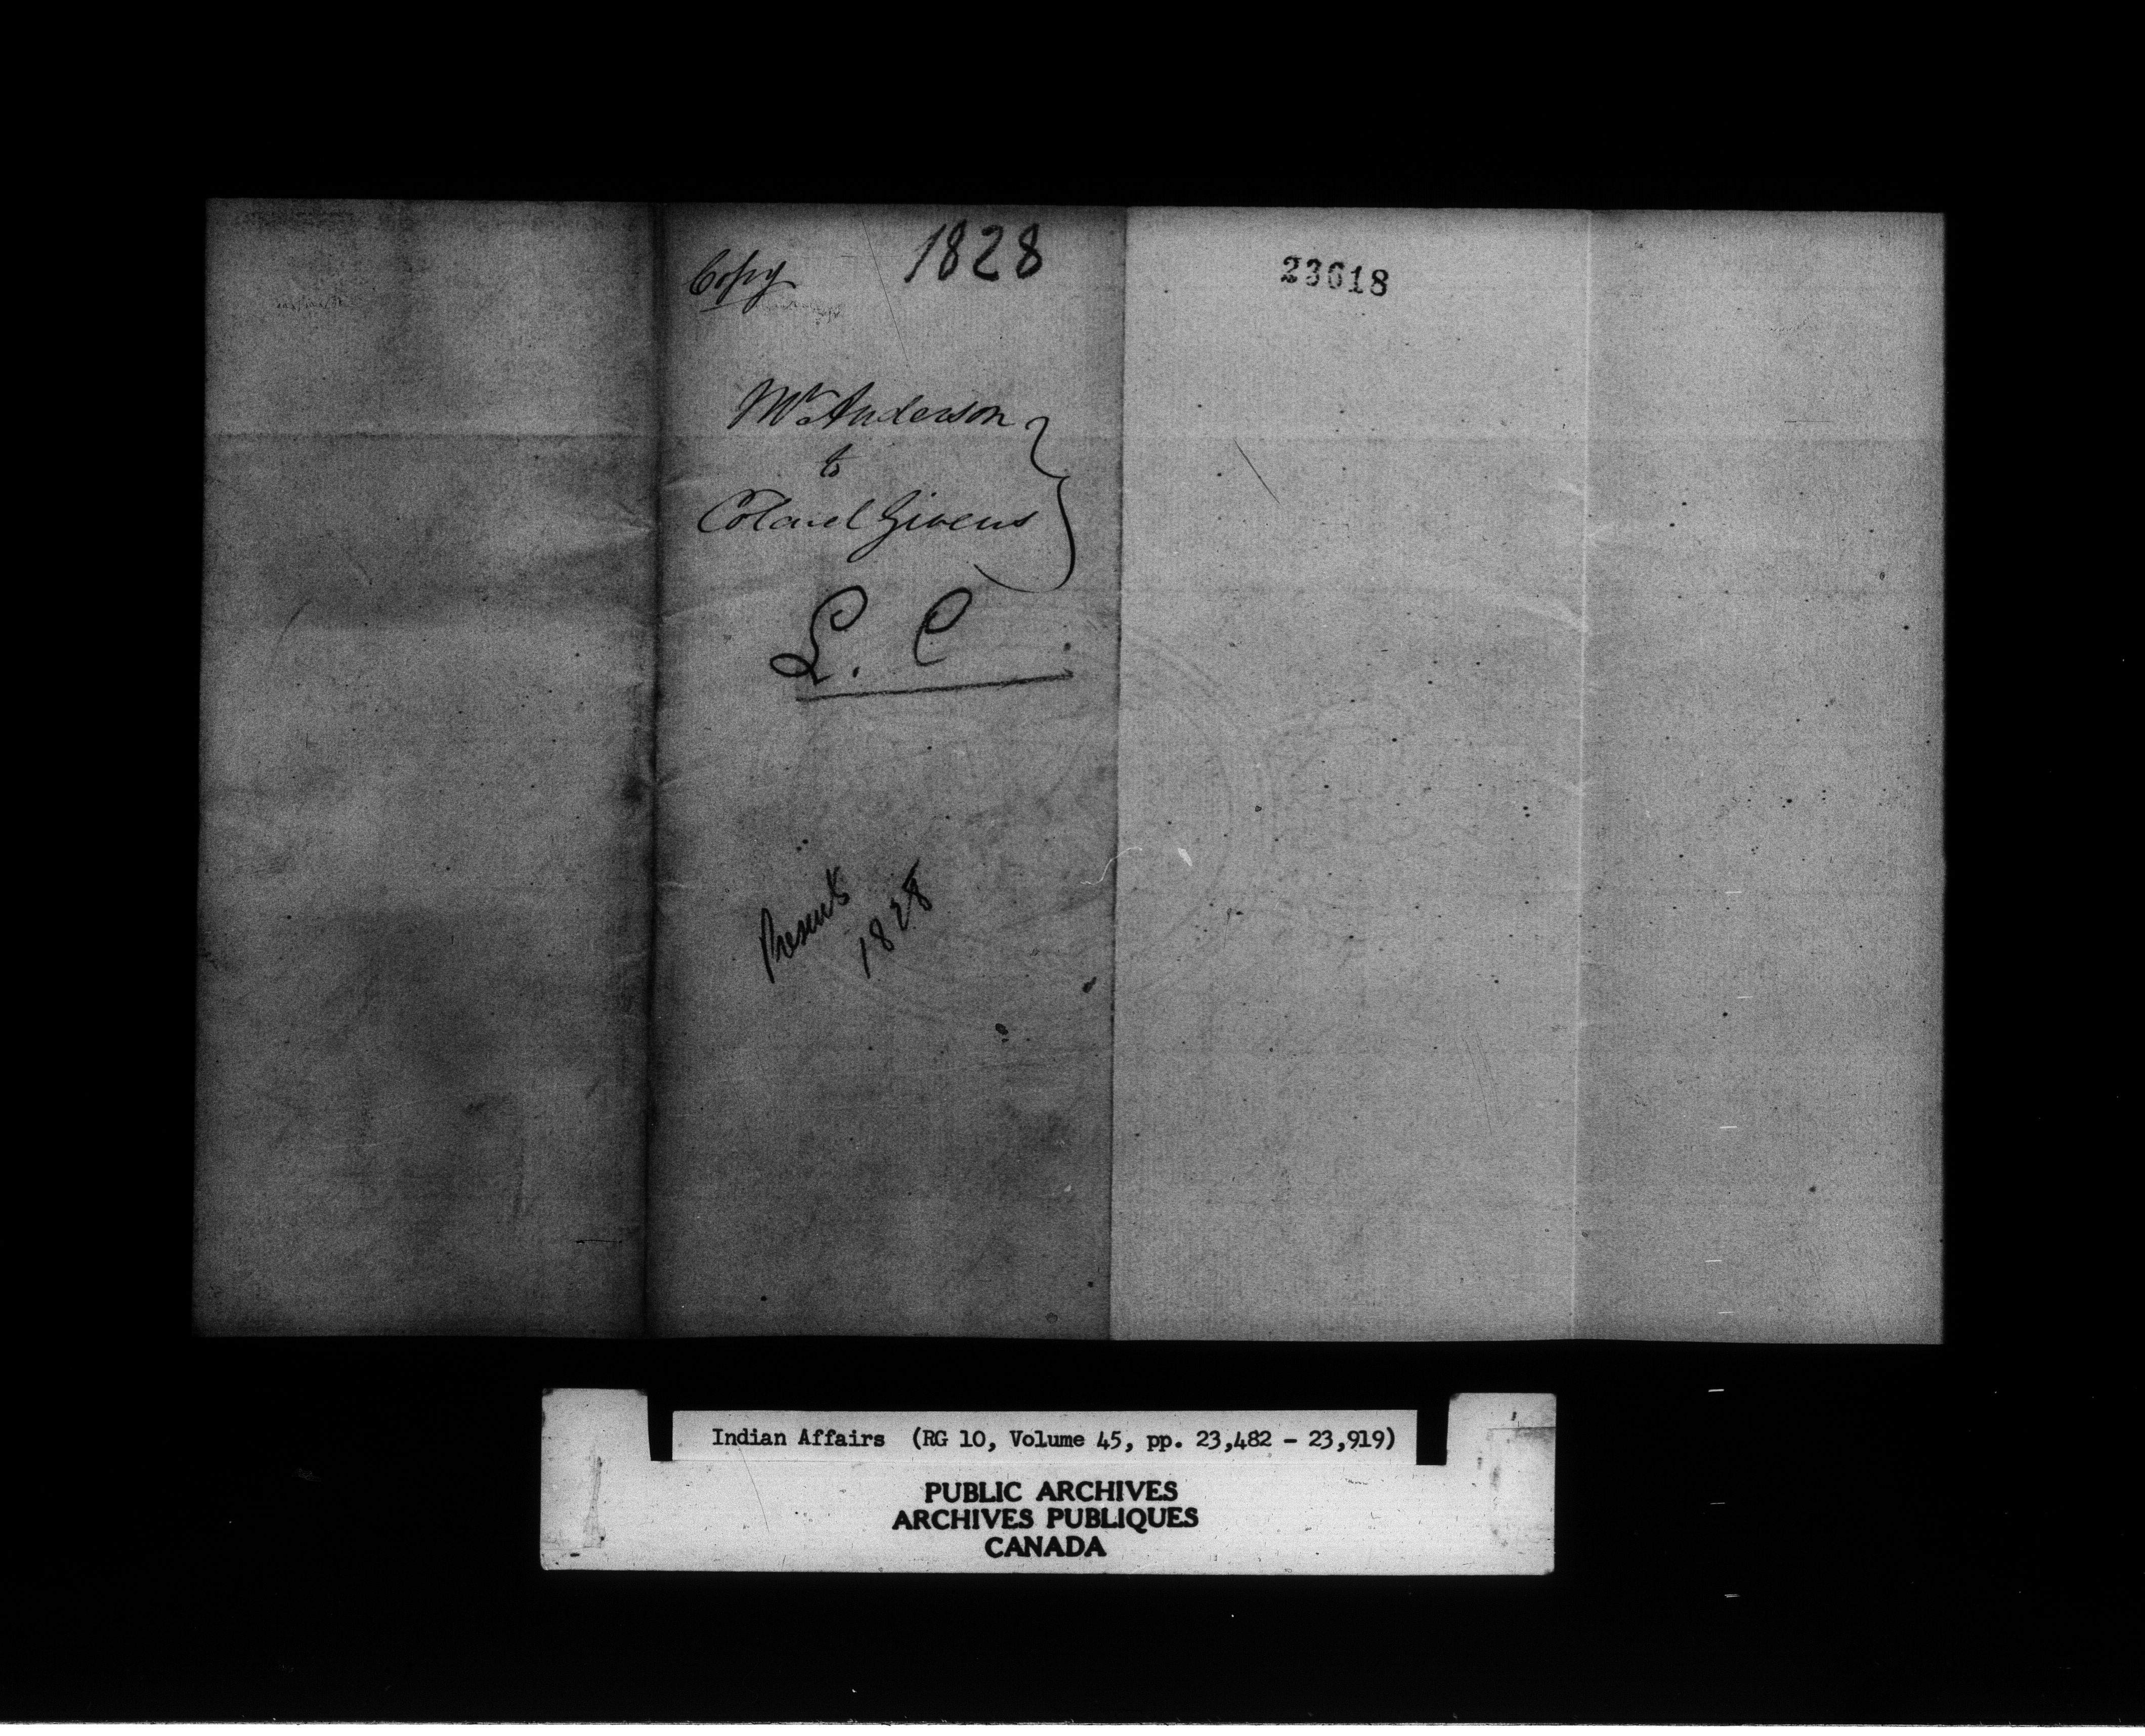 Copy
1828
23618
Mr Anderson
to
Colonel Givens
L. C
Presents
1828
Indian Affairs (RG 10, Volume 45, pp. 23,482 - 23,919)
PUBLIC ARCHIVES
ARCHIVES PUBLIQUES
CANADA